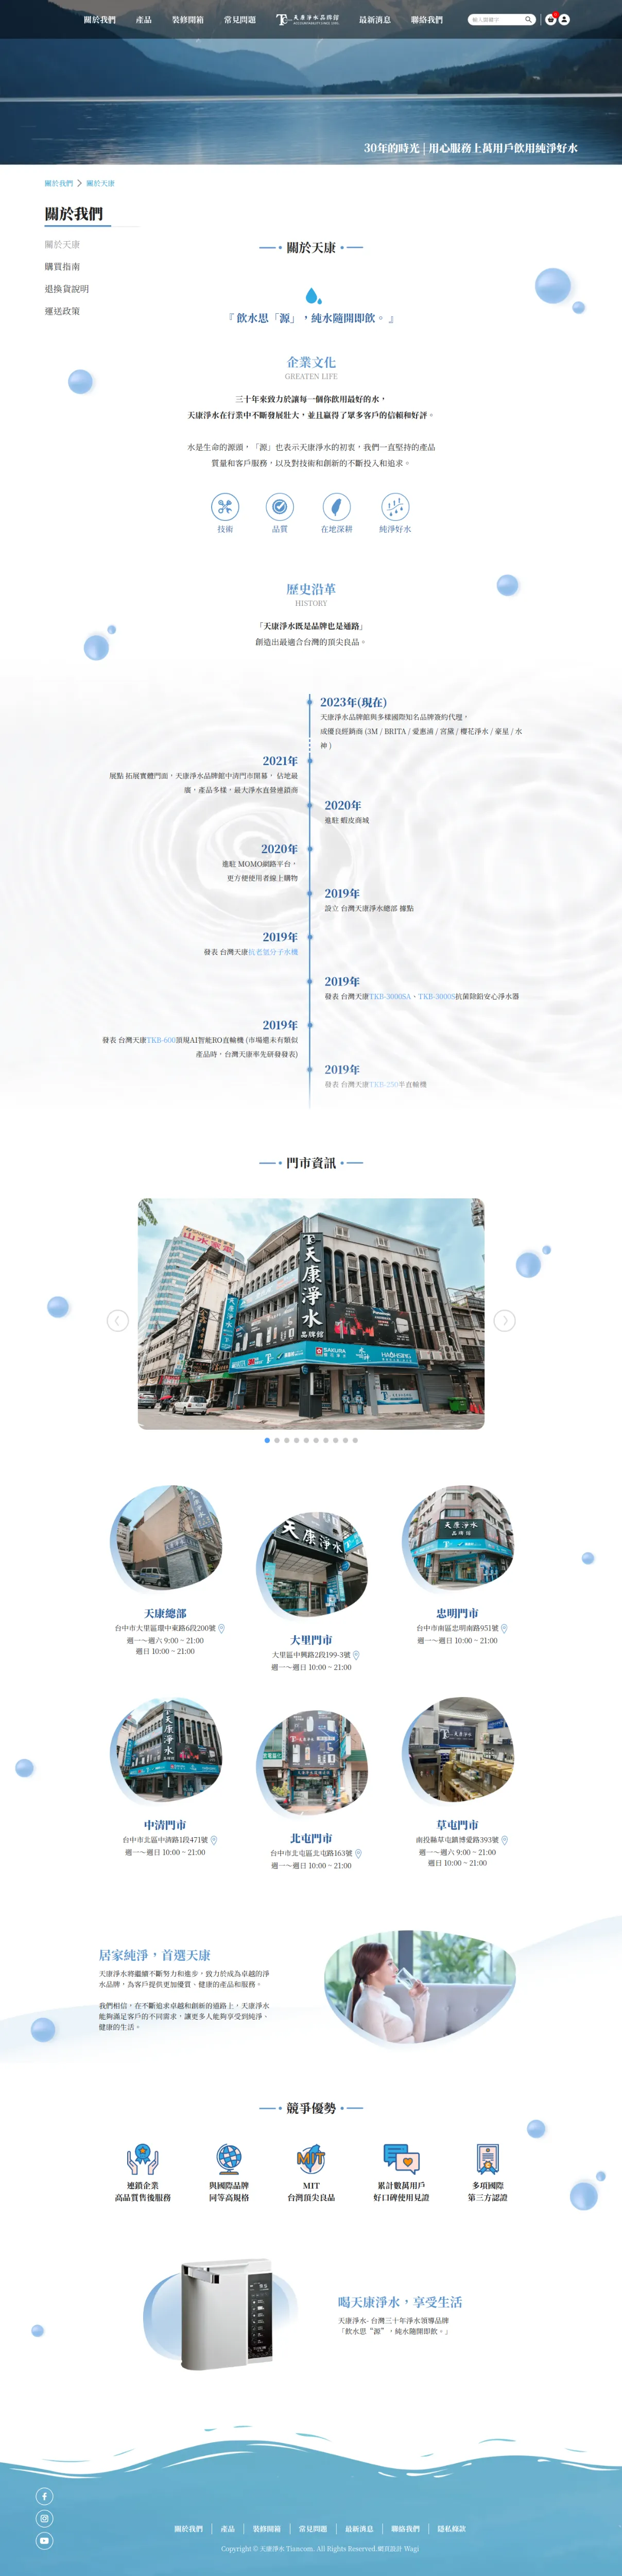 關於我們
產品
裝修開箱
常見問題
天康淨水品牌館
最新消息
聯絡我們
輸入關鍵字
30年的時光 | 用心服務上萬用戶飲用純淨好水
關於我們 > 關於天康
關於我們
關於天康
購買指南
退換貨說明
運送政策
關於天康
『 飲水思「源」，純水隨開即飲。 』
企業文化
GREATEN LIFE
三十年來致力於讓每一個你飲用最好的水，
天康淨水在行業中不斷發展壯大，並且贏得了眾多客戶的信賴和好評。
水是生命的源頭，「源」也表示天康淨水的初衷，我們一直堅持的產品
質量和客戶服務，以及對技術和創新的不斷投入和追求。
技術
品質
在地深耕
純淨好水
歷史沿革
HISTORY
「天康淨水既是品牌也是通路」
創造出最適合台灣的頂尖良品。
2023年(現在)
天康淨水品牌館與多樣國際知名品牌簽約代理，
成優良經銷商 (3M / BRITA / 愛惠浦 / 宮黛 / 櫻花淨水 / 豪星 / 水
神 )
2021年
展點 拓展實體門面，天康淨水品牌館中清門市開幕， 佔地最
廣，產品多樣，最大淨水直營連鎖商
2020年
進駐 蝦皮商城
2020年
進駐 MOMO網路平台，
更方便使用者線上購物
2019年
設立 台灣天康淨水總部 據點
2019年
發表 台灣天康抗老氫分子水機
2019年
發表 台灣天康TKB-3000SA、TKB-3000S抗菌除鉛安心淨水器
2019年
發表 台灣天康TKB-600頂規AI智能RO直輸機 (市場還未有類似
產品時，台灣天康率先研發發表)
2019年
發表 台灣天康TKB-250半直輸機
門市資訊
山水
天康淨水
品牌館
天康淨水
Panasonic
SAKURA
HAOHSING
天康總部
台中市大里區環中東路6段200號
週一～週六 9:00 ~ 21:00
週日 10:00 ~ 21:00
天康淨水
大里門市
大里區中興路2段199-3號
週一～週日 10:00 ~ 21:00
天康淨水
品牌館
忠明門市
台中市南區忠明南路951號
週一～週日 10:00 ~ 21:00
天康淨水
中清門市
台中市北區中清路1段471號
週一～週日 10:00 ~ 21:00
北屯門市
台中市北屯區北屯路163號
週一～週日 10:00 ~ 21:00
天康淨水
草屯門市
南投縣草屯鎮博愛路393號
週一～週六 9:00 ~ 21:00
週日 10:00 ~ 21:00
居家純淨，首選天康
天康淨水將繼續不斷努力和進步，致力於成為卓越的淨
水品牌，為客戶提供更加優質、健康的產品和服務。
我們相信，在不斷追求卓越和創新的道路上，天康淨水
能夠滿足客戶的不同需求，讓更多人能夠享受到純淨、
健康的生活。
競爭優勢
連鎖企業
高品質售後服務
與國際品牌
同等高規格
MIT
MIT
台灣頂尖良品
累計數萬用戶
好口碑使用見證
多項國際
第三方認證
喝天康淨水，享受生活
天康淨水- 台灣三十年淨水領導品牌
「飲水思“源”，純水隨開即飲。」
關於我們
產品
裝修開箱
常見問題
最新消息
聯絡我們
隱私條款
Copyright © 天康淨水 Tiancom. All Rights Reserved.網頁設計 Wagi